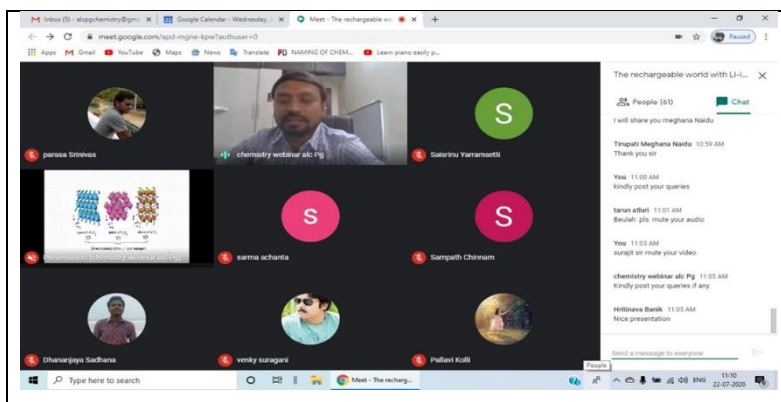 Inbox (5) - alcpgchemistry@gm
Google Calendar - Wednesday, J
Meet - The rechargeable wo
meet.google.com/apd-mgne-kpw?authuser=0
Paused
Apps
Gmail
YouTube
Maps
News
Translate
NAMING OF CHEM...
Learn piano easily p...
The rechargeable world with Li-i...
People (61)
Chat
parasa Srinivas
chemistry webinar alc Pg
S
Sairinu Yarramsetti
Presentation (chemistry webinar alc Pg)
s
sarma achanta
S
Sampath Chinnam
Dhananjaya Sadhana
venky suragani
Pallavi Kolli
I will share you meghana Naidu
Tirupati Meghana Naidu 10:59 AM
Thank you sir
You 11:00 AM
kindly post your queries
tarun atluri 11:01 AM
Beulah pls mute your audio
You 11:03 AM
surajit sir mute your video
chemistry webinar alc Pg 11:05 AM
Kindly post your queries if any
Hritinava Banik 11:05 AM
Nice presentation
Send a message to everyone
People
Type here to search
Meet - The recharg...
ENG
11:10
22-07-2020